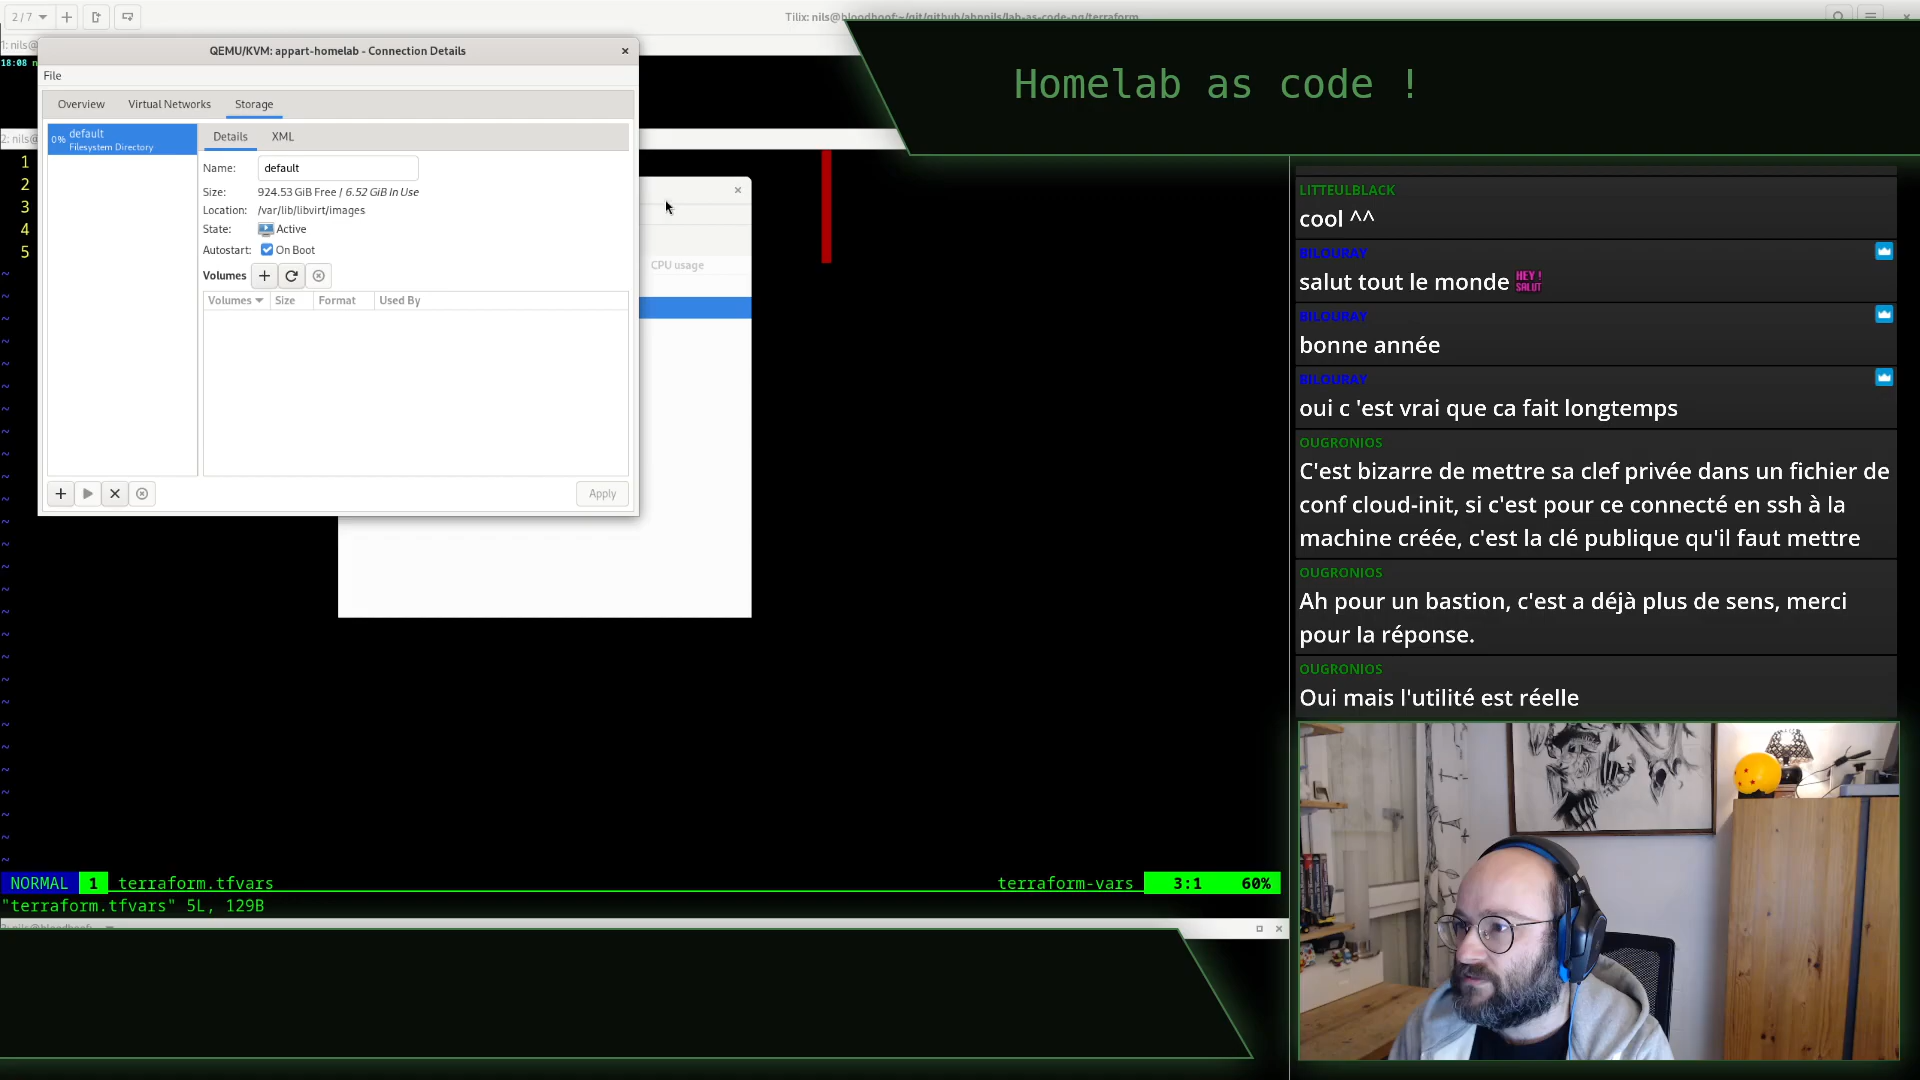 2 / 7
Tilix: nils@bloodhoof:~/git/github/ahpnils/lab-as-code-ng/terraform
1: nils@
18:08 n
QEMU/KVM: appart-homelab - Connection Details
File
Overview
Virtual Networks
Storage
2: nils@
0%
default
Filesystem Directory
Details
XML
Name:
default
Size:
924.53 GiB Free / 6.52 GiB In Use
Location:
/var/lib/libvirt/images
State:
Active
Autostart:
On Boot
Volumes
Volumes
Size
Format
Used By
Apply
CPU usage
1
2
3
4
5
NORMAL
1
terraform.tfvars
terraform-vars
3:1
60%
"terraform.tfvars" 5L, 129B
Homelab as code !
LITTEULBLACK
cool ^^
BILOURAY
salut tout le monde HEY ! SALUT
BILOURAY
bonne année
BILOURAY
oui c 'est vrai que ca fait longtemps
OUGRONIOS
C'est bizarre de mettre sa clef privée dans un fichier de
conf cloud-init, si c'est pour ce connecté en ssh à la
machine créée, c'est la clé publique qu'il faut mettre
OUGRONIOS
Ah pour un bastion, c'est a déjà plus de sens, merci
pour la réponse.
OUGRONIOS
Oui mais l'utilité est réelle